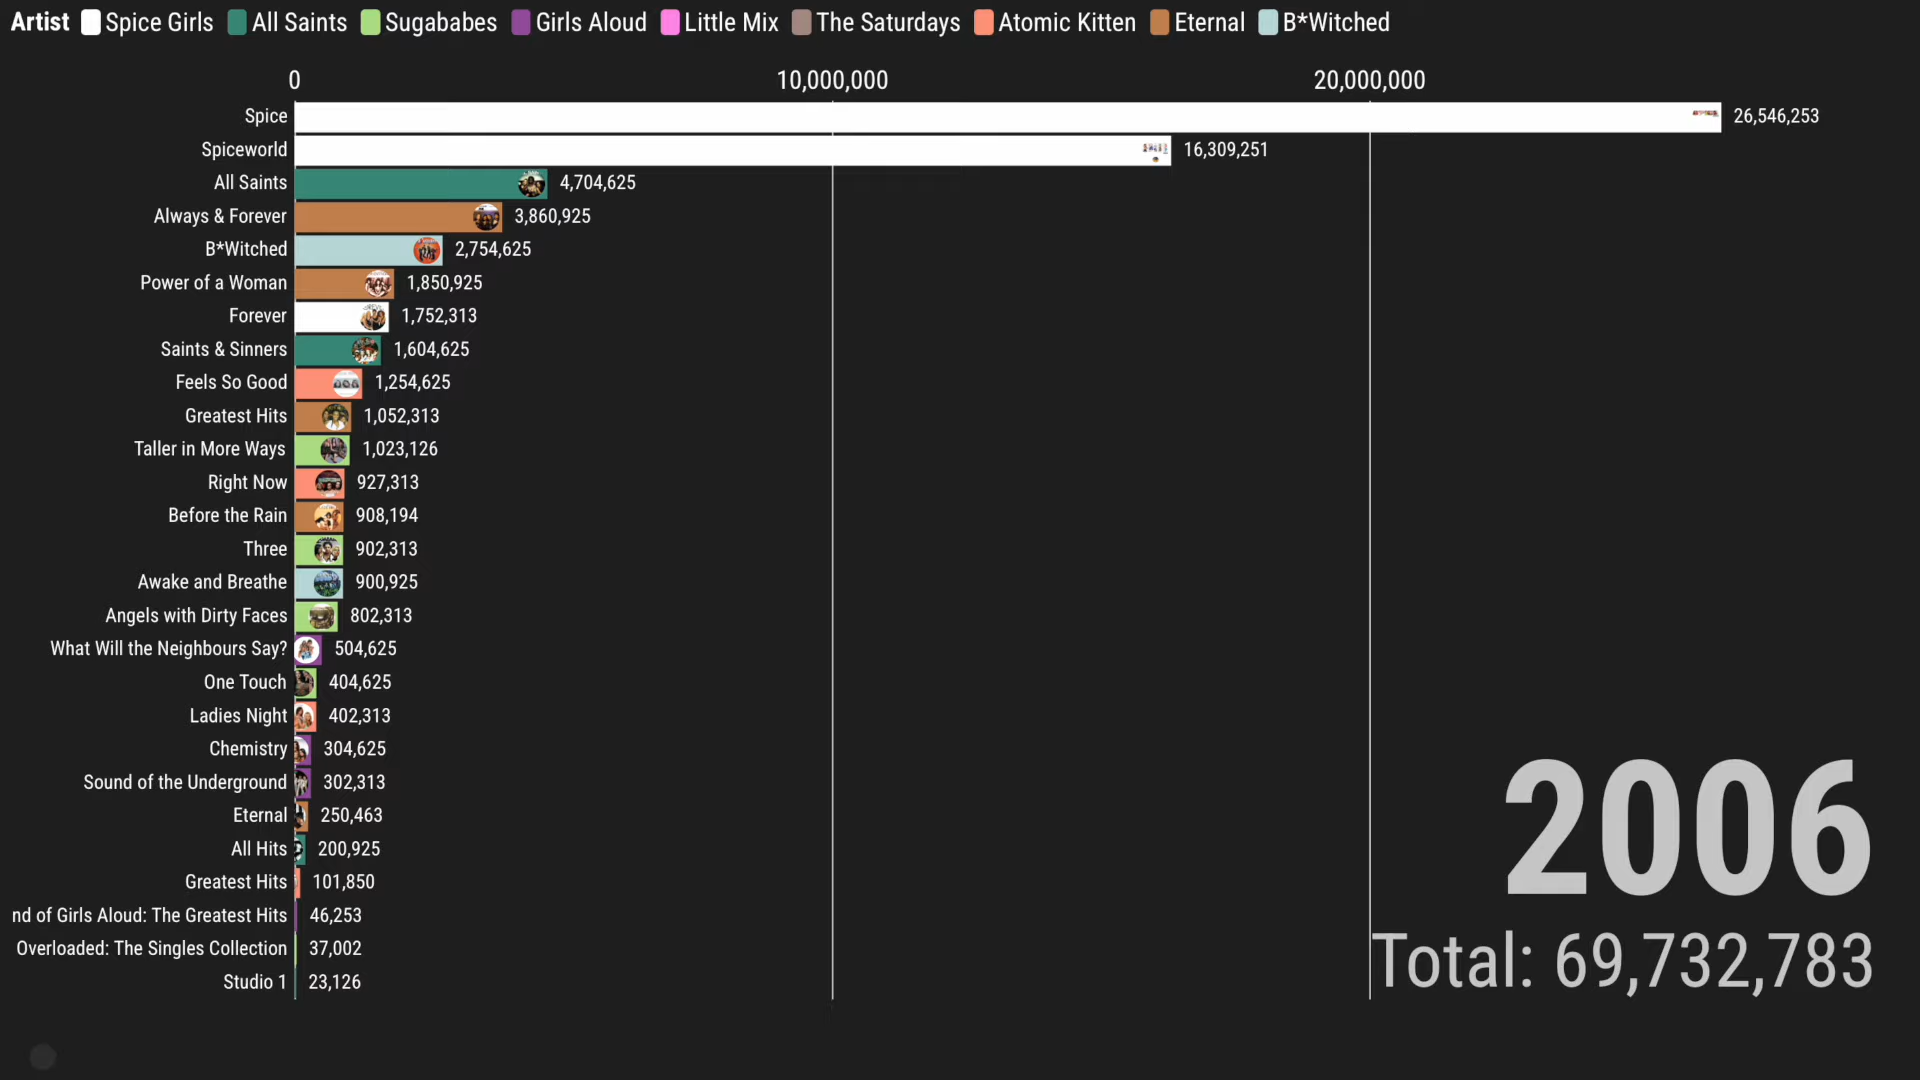 Artist Spice Girls All Saints Sugababes Girls Aloud Little Mix The Saturdays Atomic Kitten Eternal B*Witched
0 10,000,000 20,000,000
Spice 26,546,253
Spiceworld 16,309,251
All Saints 4,704,625
Always & Forever 3,860,925
B*Witched 2,754,625
Power of a Woman 1,850,925
Forever 1,752,313
Saints & Sinners 1,604,625
Feels So Good 1,254,625
Greatest Hits 1,052,313
Taller in More Ways 1,023,126
Right Now 927,313
Before the Rain 908,194
Three 902,313
Awake and Breathe 900,925
Angels with Dirty Faces 802,313
What Will the Neighbours Say? 504,625
One Touch 404,625
Ladies Night 402,313
Chemistry 304,625
Sound of the Underground 302,313
Eternal 250,463
All Hits 200,925
Greatest Hits 101,850
nd of Girls Aloud: The Greatest Hits 46,253
Overloaded: The Singles Collection 37,002
Studio 1 23,126
2006
Total: 69,732,783